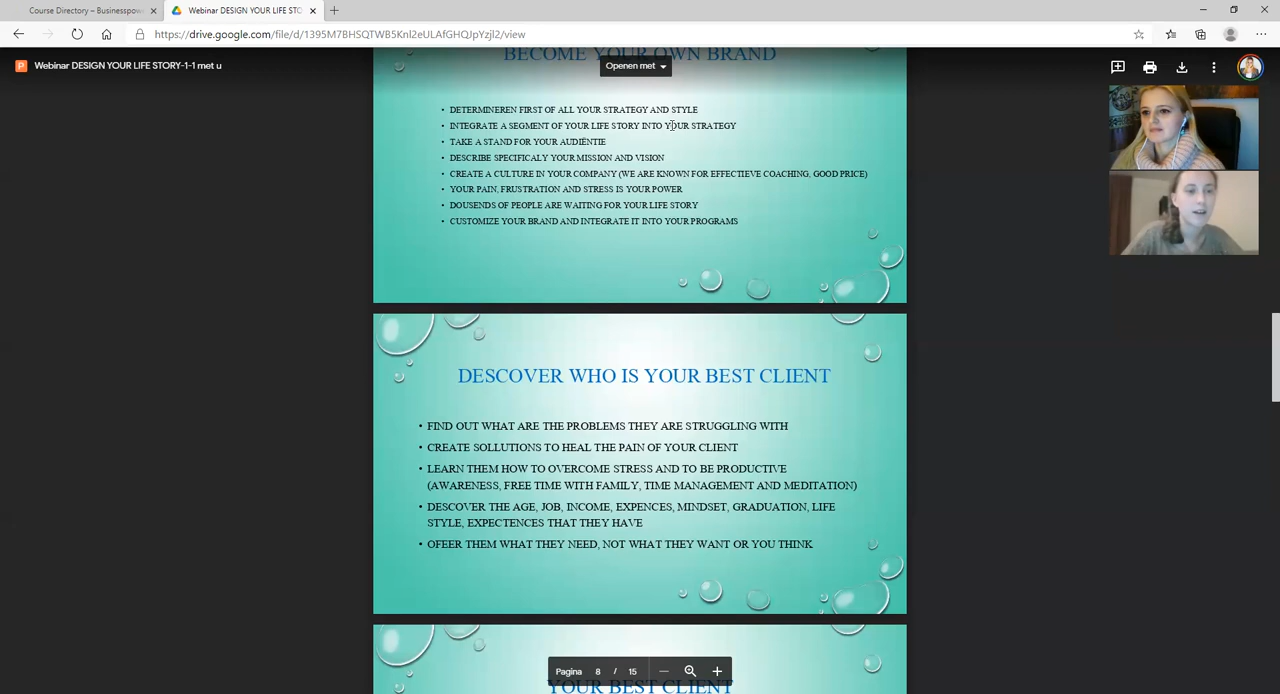 Course Directory – Businesspow
Webinar DESIGN YOUR LIFE STO
https://drive.google.com/file/d/1395M7BHSQTWB5KnI2eULAfGHQJpYzjl2/view
Webinar DESIGN YOUR LIFE STORY-1-1 met u
Openen met
BECOME YOUR OWN BRAND
• DETERMINEREN FIRST OF ALL YOUR STRATEGY AND STYLE
• INTEGRATE A SEGMENT OF YOUR LIFE STORY INTO YOUR STRATEGY
• TAKE A STAND FOR YOUR AUDIËNTIE
• DESCRIBE SPECIFICALY YOUR MISSION AND VISION
• CREATE A CULTURE IN YOUR COMPANY (WE ARE KNOWN FOR EFFECTIEVE COACHING, GOOD PRICE)
• YOUR PAIN, FRUSTRATION AND STRESS IS YOUR POWER
• DOUSENDS OF PEOPLE ARE WAITING FOR YOUR LIFE STORY
• CUSTOMIZE YOUR BRAND AND INTEGRATE IT INTO YOUR PROGRAMS
DESCOVER WHO IS YOUR BEST CLIENT
• FIND OUT WHAT ARE THE PROBLEMS THEY ARE STRUGGLING WITH
• CREATE SOLLUTIONS TO HEAL THE PAIN OF YOUR CLIENT
• LEARN THEM HOW TO OVERCOME STRESS AND TO BE PRODUCTIVE
(AWARENESS, FREE TIME WITH FAMILY, TIME MANAGEMENT AND MEDITATION)
• DESCOVER THE AGE, JOB, INCOME, EXPENCES, MINDSET, GRADUATION, LIFE
STYLE, EXPECTENCES THAT THEY HAVE
• OFEER THEM WHAT THEY NEED, NOT WHAT THEY WANT OR YOU THINK
Pagina 8 / 15
YOUR BEST CLIENT